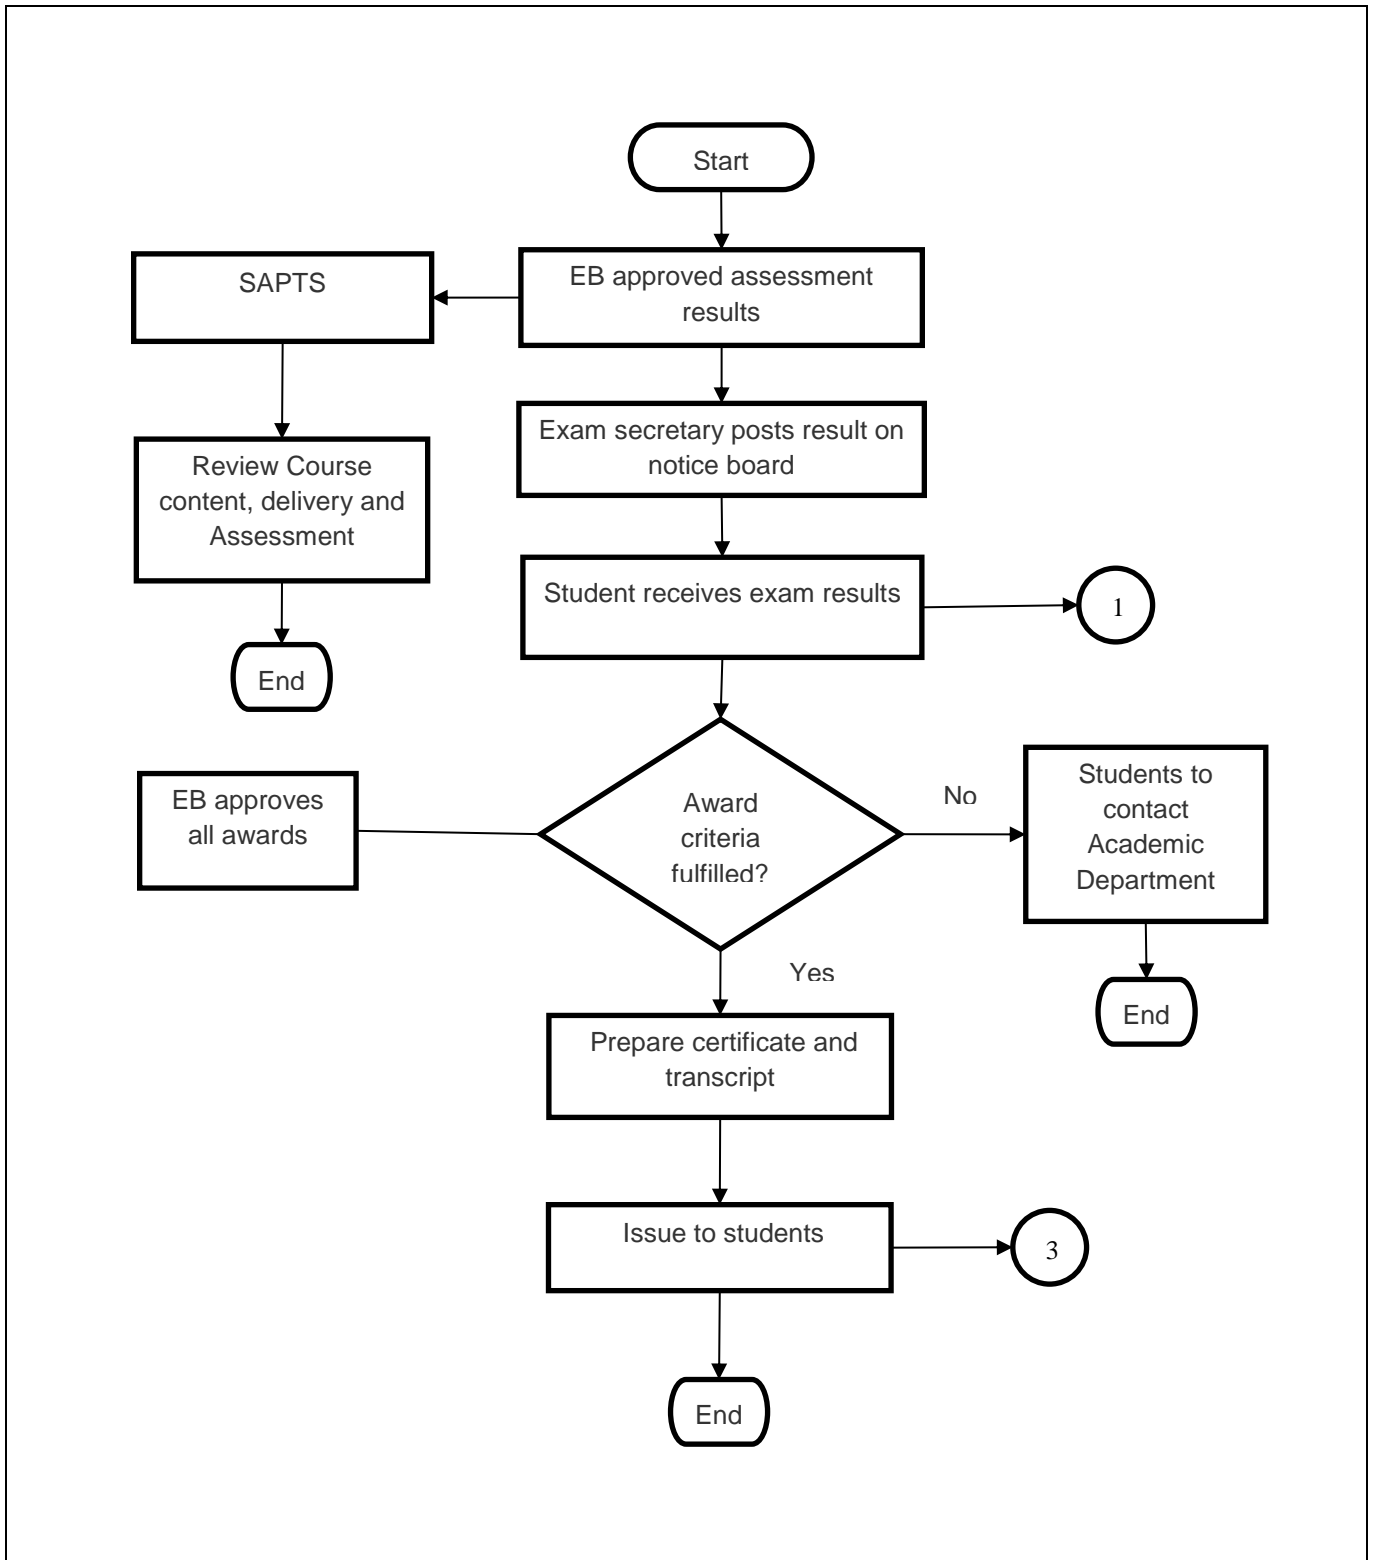 Start
SAPTS
EB approved assessment
results
Exam secretary posts result on
notice board
Review Course
content, delivery and
Assessment
Student receives exam results
1
End
EB approves
all awards
Award
criteria
fulfilled?
No
Students to
contact
Academic
Department
Yes
End
Prepare certificate and
transcript
Issue to students
3
End